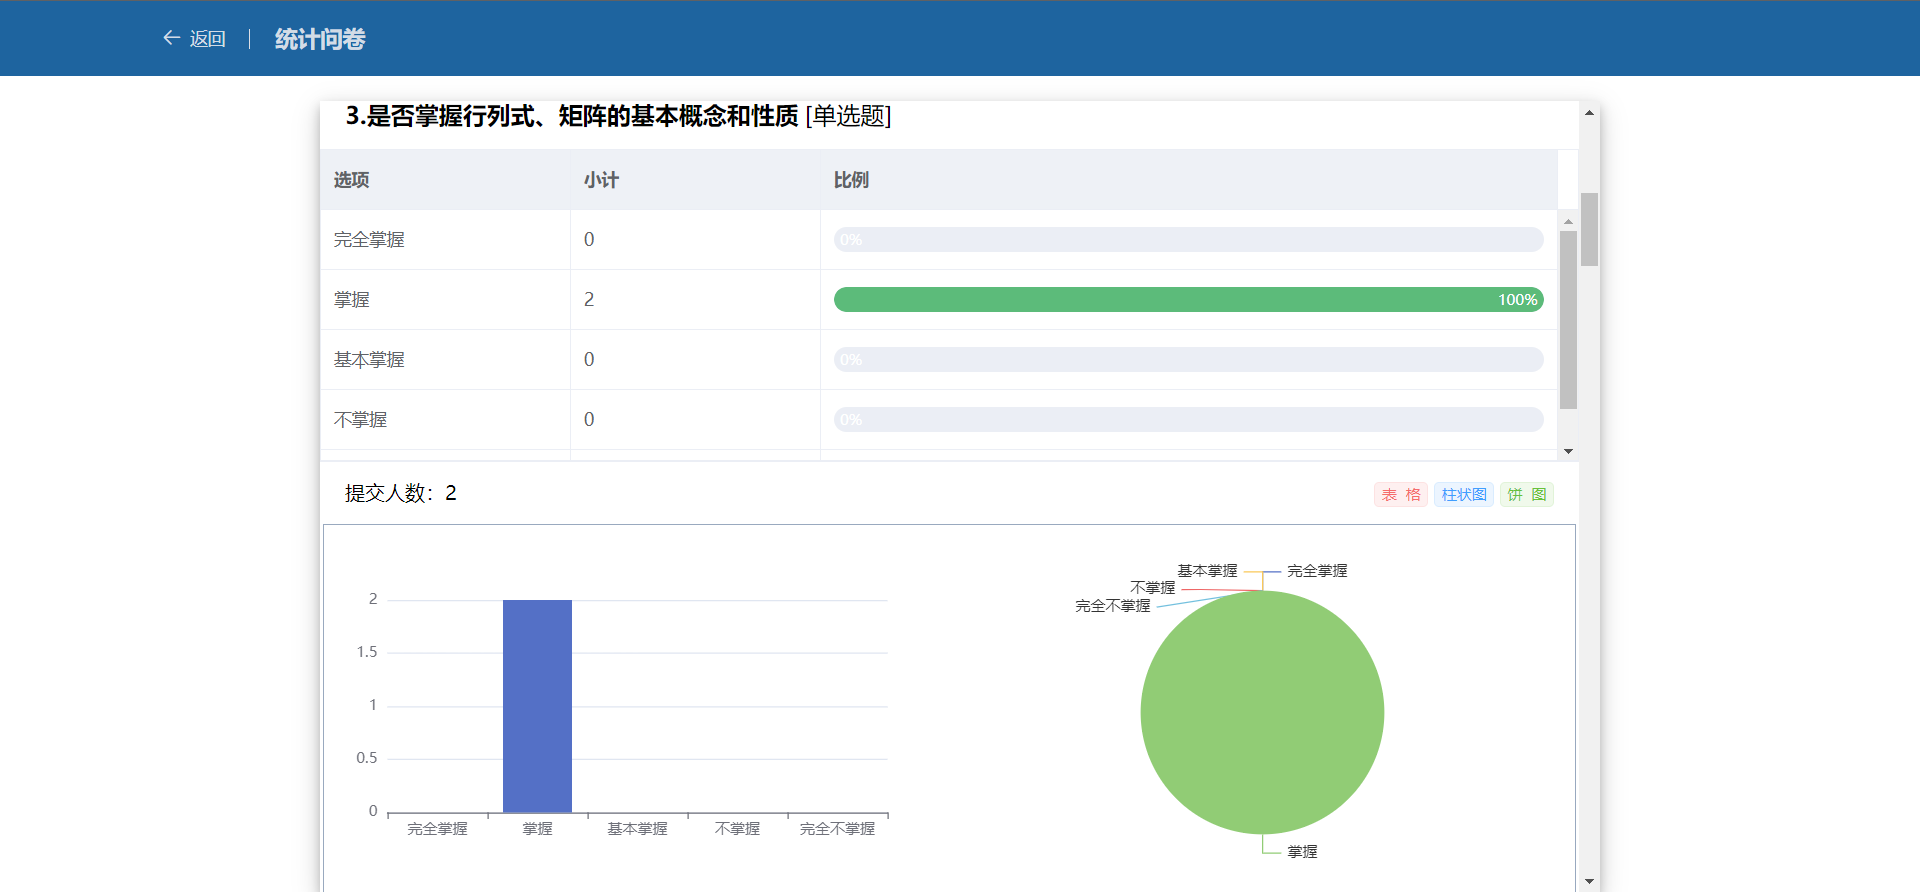 返回 统计问卷
3.是否掌握行列式、矩阵的基本概念和性质 [单选题]
选项 小计 比例
完全掌握 0 0%
掌握 2 100%
基本掌握 0 0%
不掌握 0 0%
提交人数：2
表 格 柱状图 饼 图
2
1.5
1
0.5
0
完全掌握 掌握 基本掌握 不掌握 完全不掌握
基本掌握 完全掌握
不掌握
完全不掌握
掌握